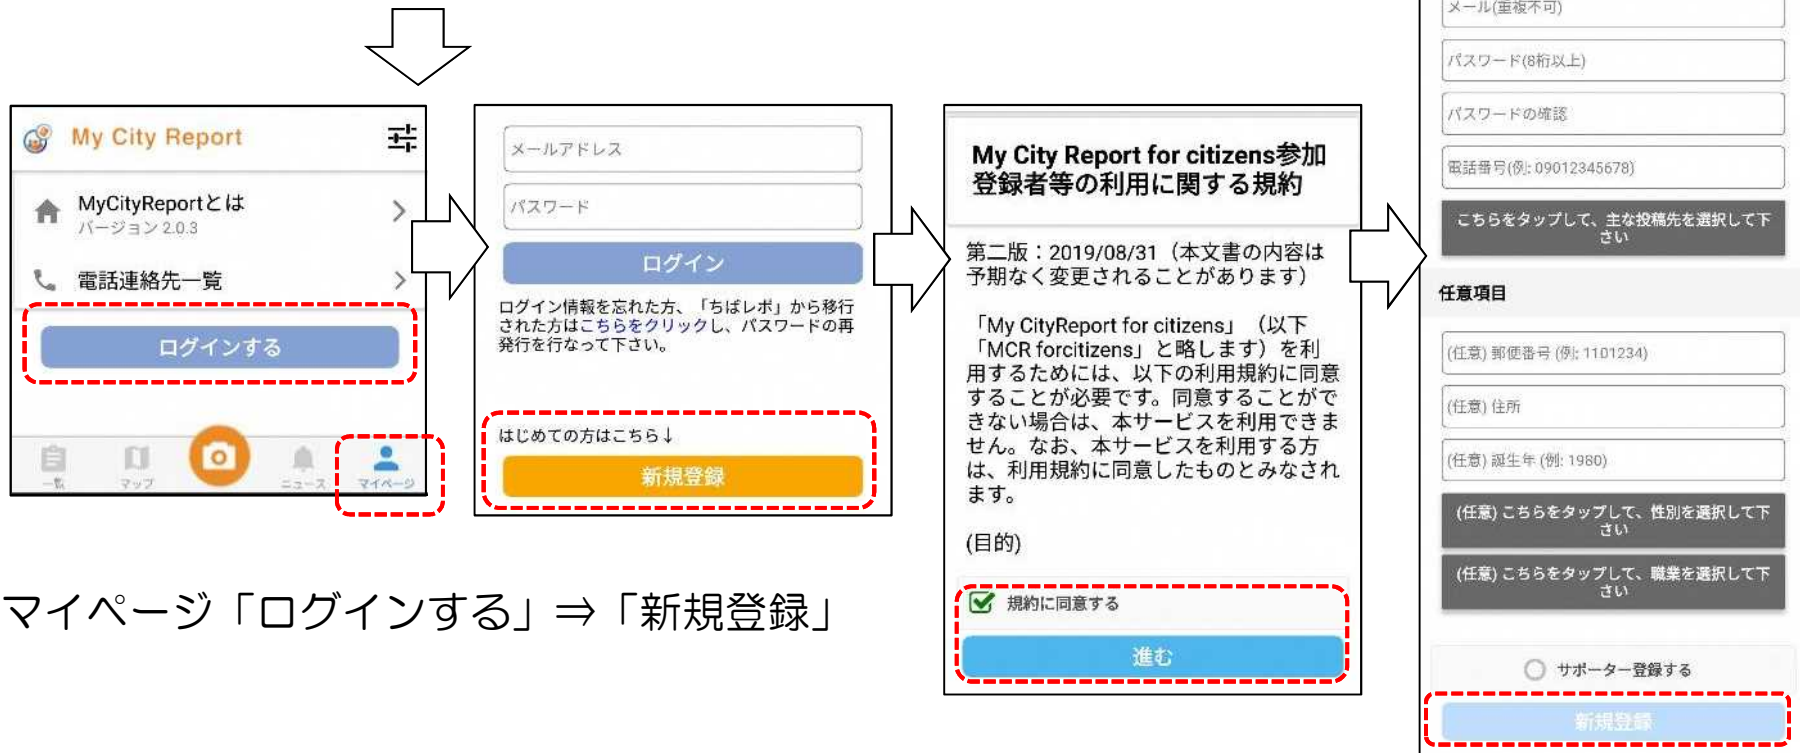 My City Report
MyCityReportとは
バージョン 2.0.3
電話連絡先一覧
ログインする
一覧
マップ
ニュース
マイページ
メールアドレス
パスワード
ログイン
ログイン情報を忘れた方、「ちばレポ」から移行
された方はこちらをクリックし、パスワードの再
発行を行なって下さい。
はじめての方はこちら↓
新規登録
My City Report for citizens参加
登録者等の利用に関する規約
第二版：2019/08/31（本文書の内容は
予期なく変更されることがあります）
「My CityReport for citizens」（以下
「MCR forcitizens」と略します）を利
用するためには、以下の利用規約に同意
することが必要です。同意することがで
きない場合は、本サービスを利用できま
せん。なお、本サービスを利用する方
は、利用規約に同意したものとみなされ
ます。
(目的)
規約に同意する
進む
メール(重複不可)
パスワード(8桁以上)
パスワードの確認
電話番号(例: 09012345678)
こちらをタップして、主な投稿先を選択して下
さい
任意項目
(任意) 郵便番号 (例: 1101234)
(任意) 住所
(任意) 誕生年 (例: 1980)
(任意) こちらをタップして、性別を選択して下
さい
(任意) こちらをタップして、職業を選択して下
さい
サポーター登録する
新規登録
マイページ「ログインする」⇒「新規登録」